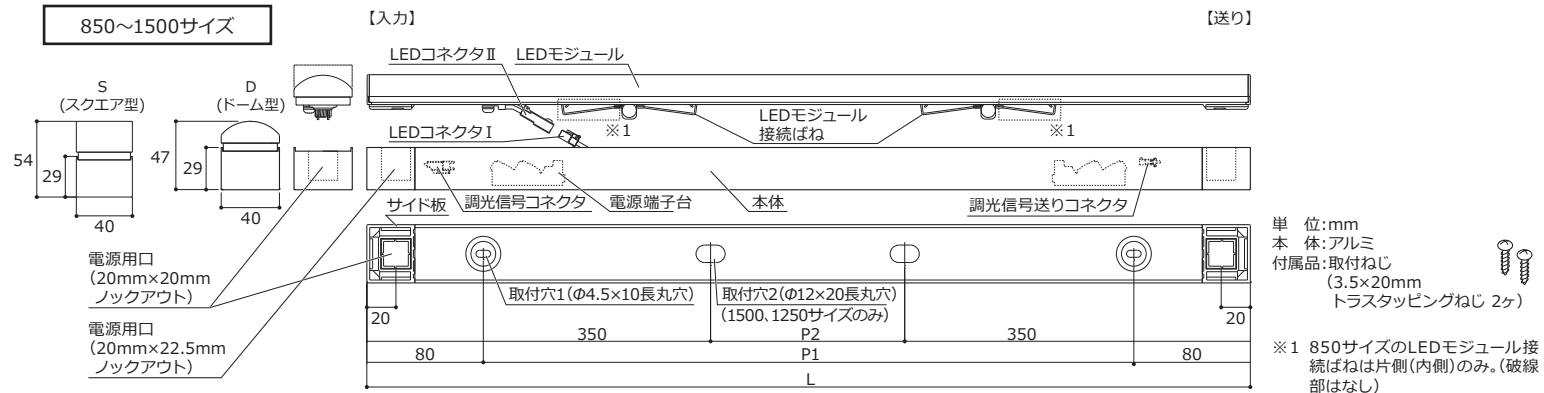 850～1500サイズ
【入力】
【送り】
LEDコネクタⅡ
LEDモジュール
S
(スクエア型)
D
(ドーム型)
LEDモジュール
接続ばね
※1
※1
LEDコネクタⅠ
54
29
40
47
29
40
サイド板
調光信号コネクタ
電源端子台
本体
調光信号送りコネクタ
電源用口
(20mm×20mm
ノックアウト)
電源用口
(20mm×22.5mm
ノックアウト)
取付穴1(Φ4.5×10長丸穴)
取付穴2(Φ12×20長丸穴)
(1500、1250サイズのみ)
20
20
350
P2
350
80
P1
80
L
単　位:mm
本　体:アルミ
付属品:取付ねじ
(3.5×20mm
トラスタッピングねじ 2ヶ)
※1 850サイズのLEDモジュール接
続ばねは片側(内側)のみ。(破線
部はなし)